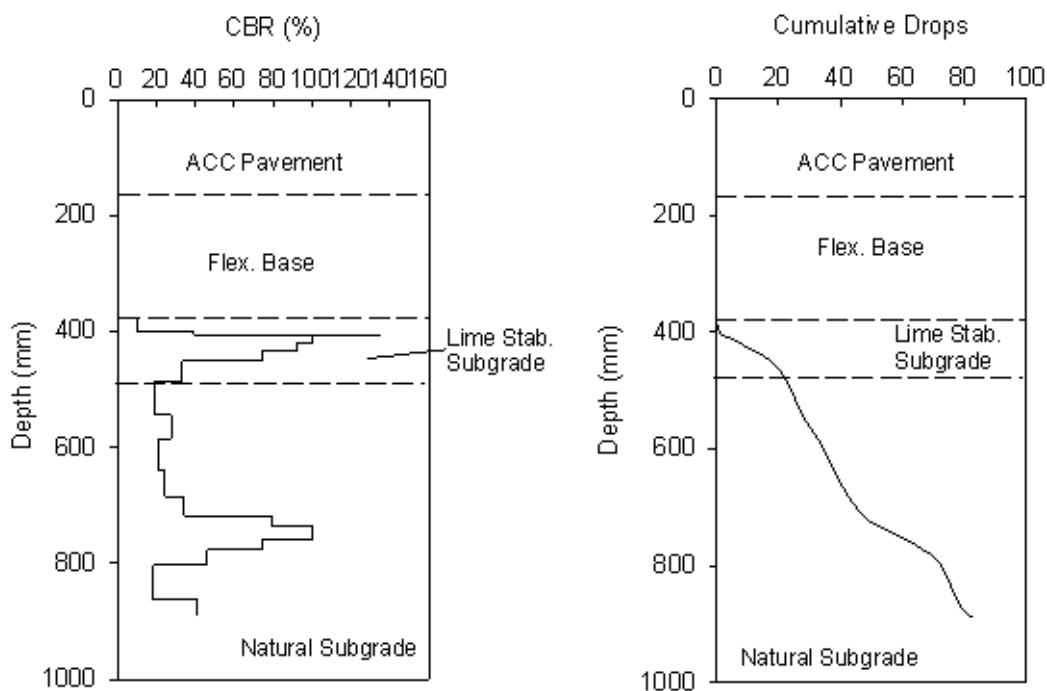 CBR (%)
0 20 40 60 80 100 120 140 160
0
200
400
600
800
1000
Depth (mm)
ACC Pavement
Flex. Base
Lime Stab.
Subgrade
Natural Subgrade
Cumulative Drops
0 20 40 60 80 100
0
200
400
600
800
1000
Depth (mm)
ACC Pavement
Flex. Base
Lime Stab.
Subgrade
Natural Subgrade